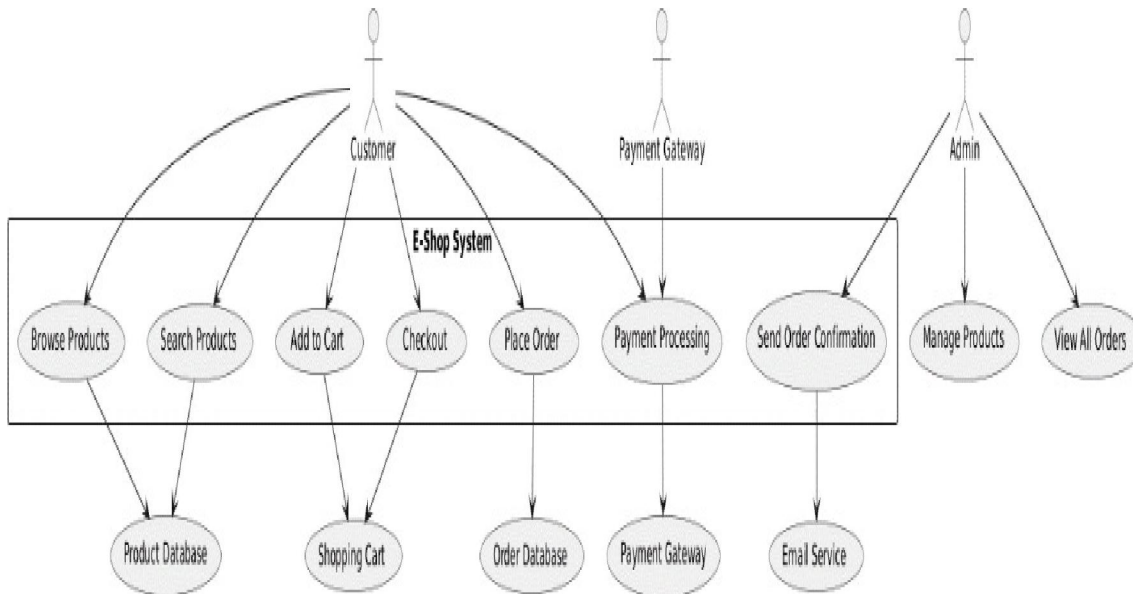 Customer
Payment Gateway
Admin
E-Shop System
Browse Products
Search Products
Add to Cart
Checkout
Place Order
Payment Processing
Send Order Confirmation
Manage Products
View All Orders
Product Database
Shopping Cart
Order Database
Payment Gateway
Email Service